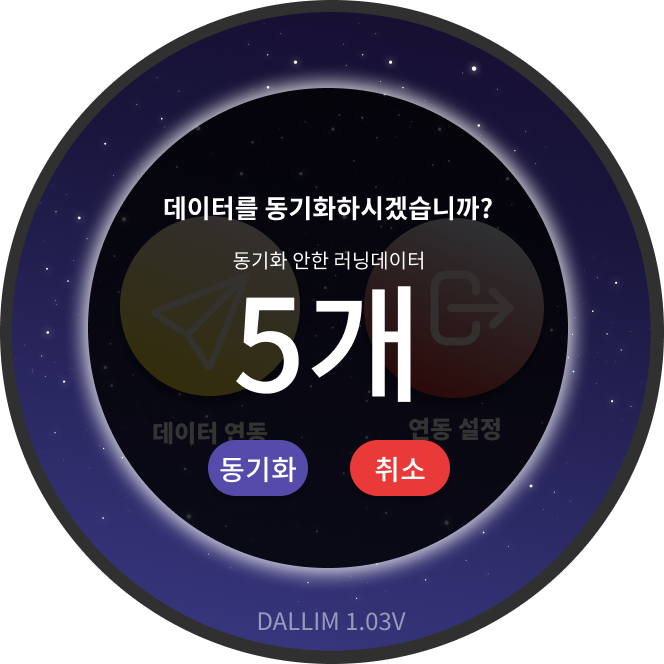 데이터를 동기화하시겠습니까?
동기화 안한 러닝데이터
5개
데이터 연동
연동 설정
동기화
취소
DALLIM 1.03V